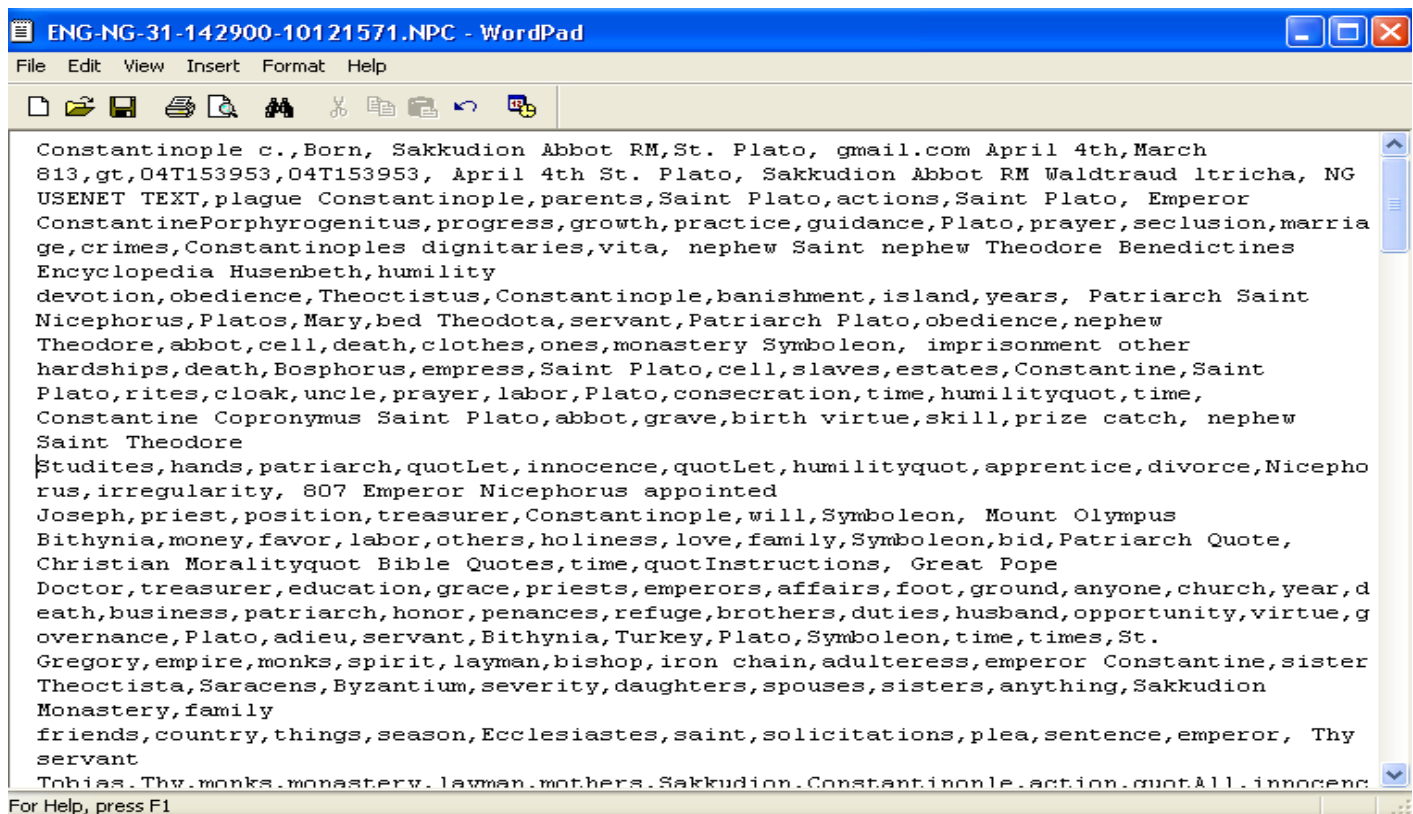 ENG-NG-31-142900-10121571.NPC - WordPad
File Edit View Insert Format Help
Constantinople c.,Born, Sakkudion Abbot RM,St. Plato, gmail.com April 4th,March
813,gt,04T153953,04T153953, April 4th St. Plato, Sakkudion Abbot RM Waldtraud ltricha, NG
USENET TEXT,plague Constantinople,parents,Saint Plato,actions,Saint Plato, Emperor
ConstantinePorphyrogenitus,progress,growth,practice,guidance,Plato,prayer,seclusion,marria
ge,crimes,Constantinoples dignitaries,vita, nephew Saint nephew Theodore Benedictines
Encyclopedia Husenbeth,humility
devotion,obedience,Theoctistus,Constantinople,banishment,island,years, Patriarch Saint
Nicephorus,Platos,Mary,bed Theodota,servant,Patriarch Plato,obedience,nephew
Theodore,abbot,cell,death,clothes,ones,monastery Symboleon, imprisonment other
hardships,death,Bosphorus,empress,Saint Plato,cell,slaves,estates,Constantine,Saint
Plato,rites,cloak,uncle,prayer,labor,Plato,consecration,time,humilityquot,time,
Constantine Copronymus Saint Plato,abbot,grave,birth virtue,skill,prize catch, nephew
Saint Theodore
Studites,hands,patriarch,quotLet,innocence,quotLet,humilityquot,apprentice,divorce,Nicepho
rus,irregularity, 807 Emperor Nicephorus appointed
Joseph,priest,position,treasurer,Constantinople,will,Symboleon, Mount Olympus
Bithynia,money,favor,labor,others,holiness,love,family,Symboleon,bid,Patriarch Quote,
Christian Moralityquot Bible Quotes,time,quotInstructions, Great Pope
Doctor,treasurer,education,grace,priests,emperors,affairs,foot,ground,anyone,church,year,d
eath,business,patriarch,honor,penances,refuge,brothers,duties,husband,opportunity,virtue,g
overnance,Plato,adieu,servant,Bithynia,Turkey,Plato,Symboleon,time,times,St.
Gregory,empire,monks,spirit,layman,bishop,iron chain,adulteress,emperor Constantine,sister
Theoctista,Saracens,Byzantium,severity,daughters,spouses,sisters,anything,Sakkudion
Monastery,family
friends,country,things,season,Ecclesiastes,saint,solicitations,plea,sentence,emperor, Thy
servant
Tobias,Thy,monks,monastery,layman,mothers,Sakkudion,Constantinople,action,quotAll,innocenc
For Help, press F1